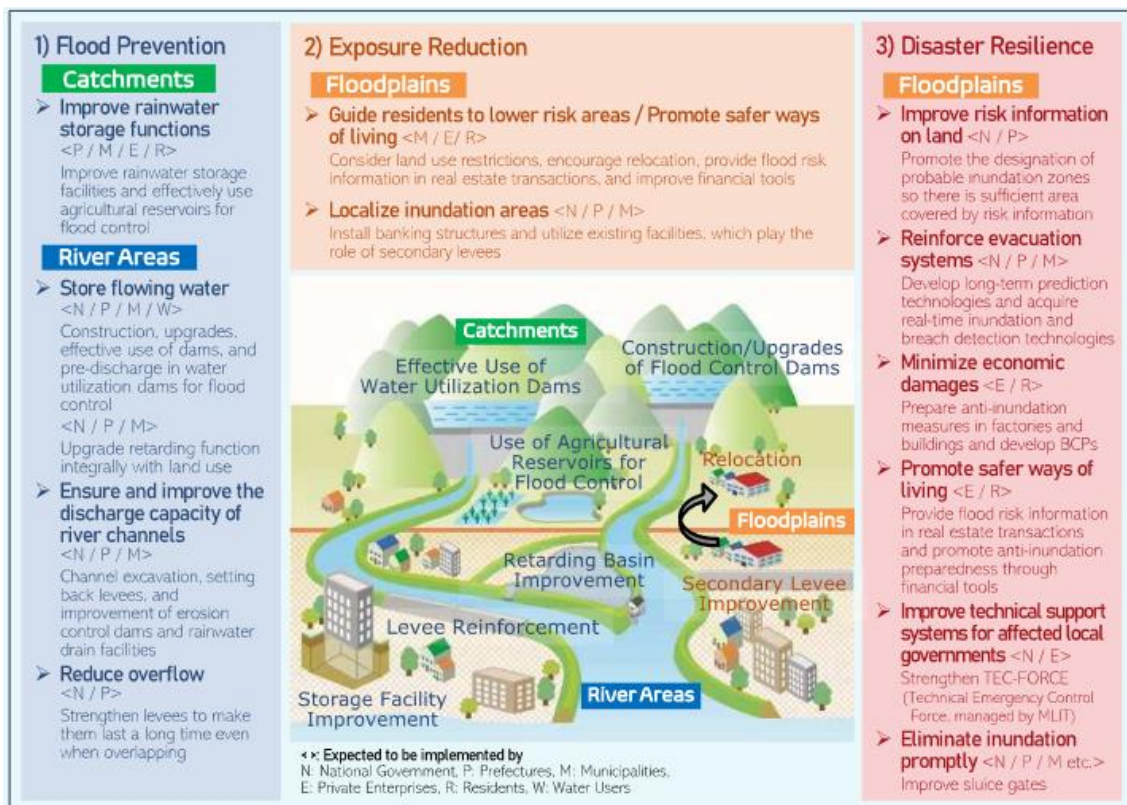 1) Flood Prevention
Catchments
➤ Improve rainwater
storage functions
<P / M / E / R>
Improve rainwater storage
facilities and effectively use
agricultural reservoirs for
flood control
River Areas
➤ Store flowing water
<N / P / M / W>
Construction, upgrades,
effective use of dams, and
pre-discharge in water
utilization dams for flood
control
<N / P / M>
Upgrade retarding function
integrally with land use
➤ Ensure and improve the
discharge capacity of
river channels
<N / P / M>
Channel excavation, setting
back levees, and
improvement of erosion
control dams and rainwater
drain facilities
➤ Reduce overflow
<N / P>
Strengthen levees to make
them last a long time even
when overlapping
2) Exposure Reduction
Floodplains
➤ Guide residents to lower risk areas / Promote safer ways
of living <M / E/ R>
Consider land use restrictions, encourage relocation, provide flood risk
information in real estate transactions, and improve financial tools
➤ Localize inundation areas <N / P / M>
Install banking structures and utilize existing facilities, which play the
role of secondary levees
Catchments
Effective Use of
Water Utilization Dams
Construction/Upgrades
of Flood Control Dams
Use of Agricultural
Reservoirs for
Flood Control
Relocation
Floodplains
Retarding Basin
Improvement
Secondary Levee
Improvement
Levee Reinforcement
Storage Facility
Improvement
River Areas
< >: Expected to be implemented by
N: National Government, P: Prefectures, M: Municipalities,
E: Private Enterprises, R: Residents, W: Water Users
3) Disaster Resilience
Floodplains
➤ Improve risk information
on land <N / P>
Promote the designation of
probable inundation zones
so there is sufficient area
covered by risk information
➤ Reinforce evacuation
systems <N / P / M>
Develop long-term prediction
technologies and acquire
real-time inundation and
breach detection technologies
➤ Minimize economic
damages <E / R>
Prepare anti-inundation
measures in factories and
buildings and develop BCPs
➤ Promote safer ways of
living <E / R>
Provide flood risk information
in real estate transactions
and promote anti-inundation
preparedness through
financial tools
➤ Improve technical support
systems for affected local
governments <N / E>
Strengthen TEC-FORCE
(Technical Emergency Control
Force, managed by MLIT)
➤ Eliminate inundation
promptly <N / P / M etc.>
Improve sluice gates